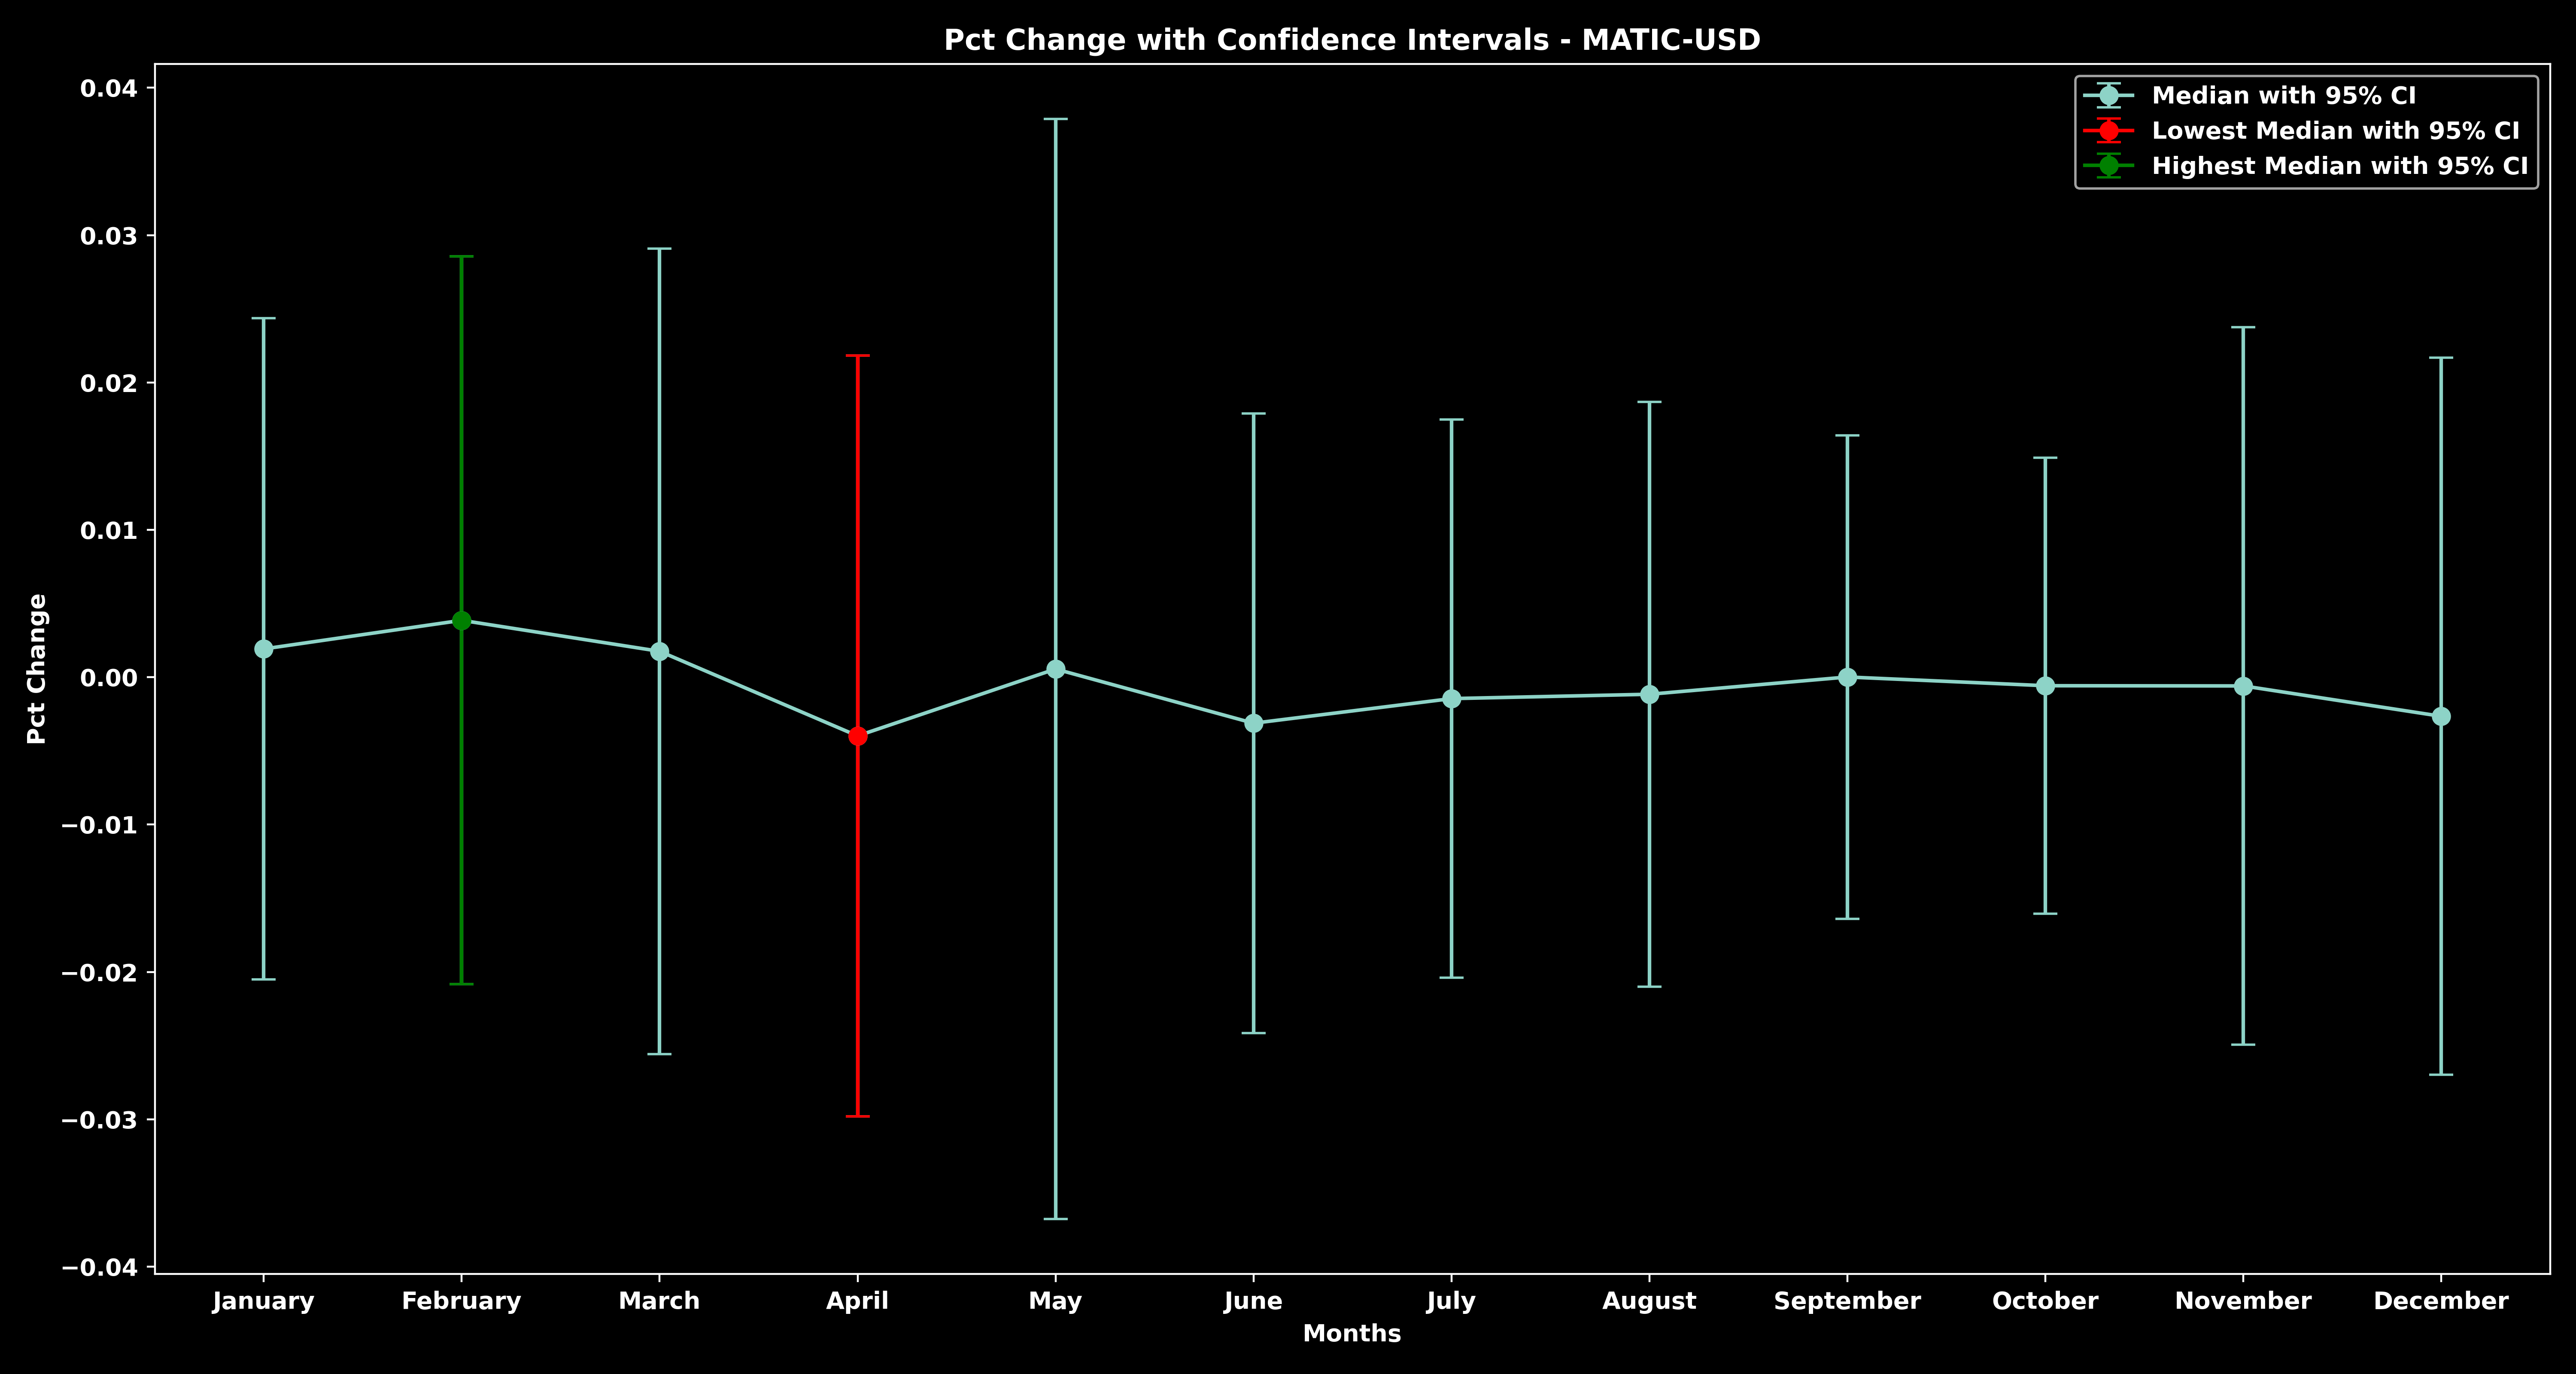 Pct Change with Confidence Intervals - MATIC-USD
Median with 95% CI
Lowest Median with 95% CI
Highest Median with 95% CI
Pct Change
0.04
0.03
0.02
0.01
0.00
−0.01
−0.02
−0.03
−0.04
January February March April May June July August September October November December
Months